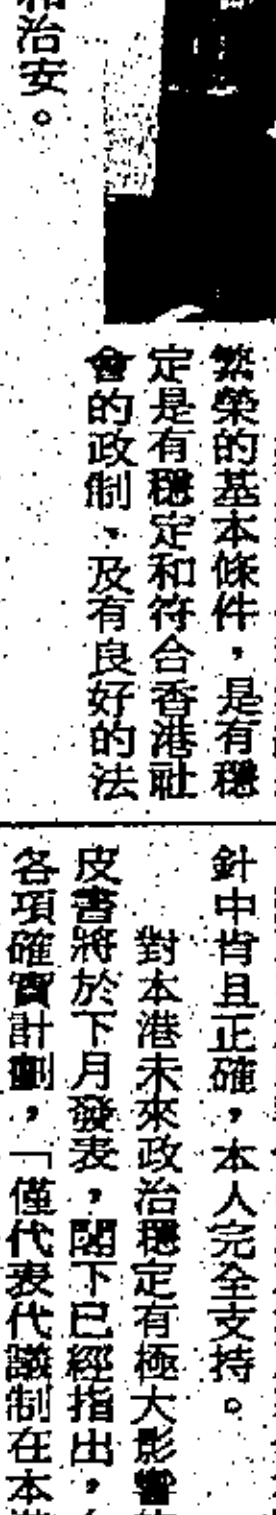 繁榮的基本條件，是有穩
定是有穩定和符合香港社
會的政制、及有良好的法
和治安。
針中肯且正確，本人完全支持。
對本港未來政治穩定有極大影響
皮書將於下月發表，閣下已經指出，
各項確實計劃，「僅代表代議制在本港